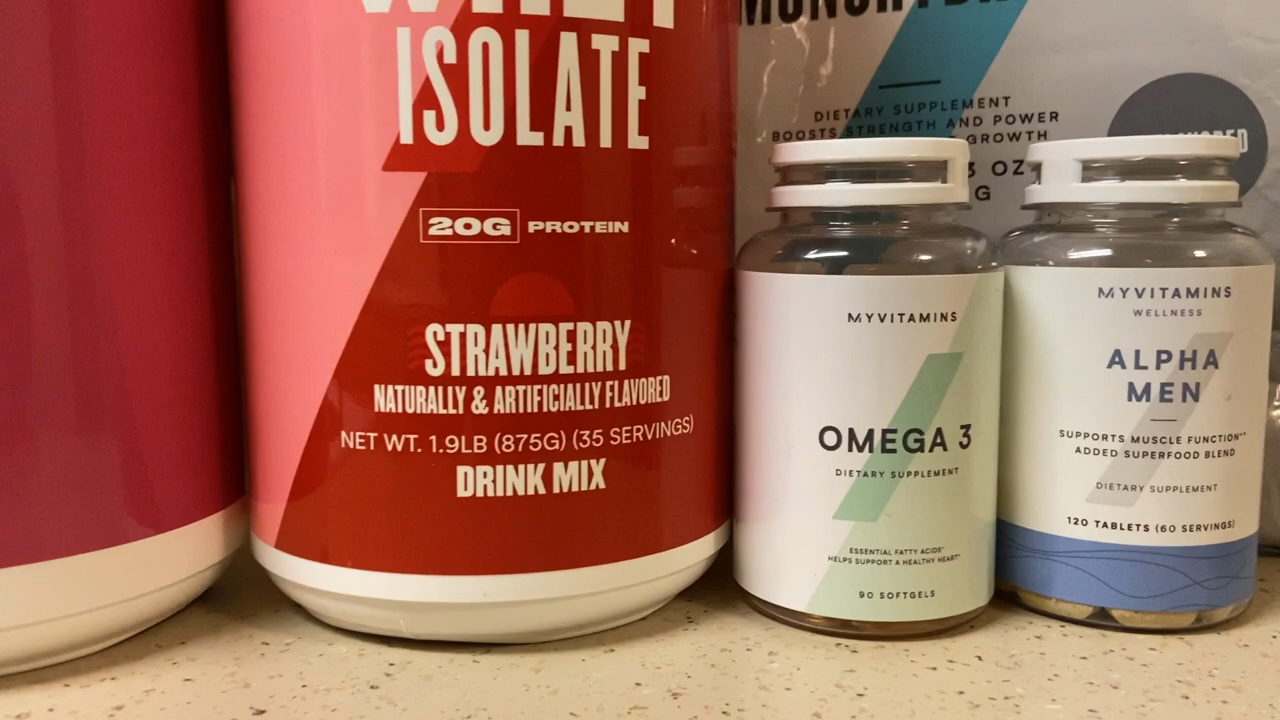 ISOLATE
20G PROTEIN
STRAWBERRY
NATURALLY & ARTIFICIALLY FLAVORED
NET WT. 1.9LB (875G) (35 SERVINGS)
DRINK MIX
DIETARY SUPPLEMENT
BOOSTS STRENGTH AND POWER
GROWTH
3 OZ
G
MYVITAMINS
OMEGA 3
DIETARY SUPPLEMENT
ESSENTIAL FATTY ACIDS*
HELPS SUPPORT A HEALTHY HEART*
90 SOFTGELS
MYVITAMINS
WELLNESS
ALPHA
MEN
SUPPORTS MUSCLE FUNCTION**
ADDED SUPERFOOD BLEND
DIETARY SUPPLEMENT
120 TABLETS (60 SERVINGS)